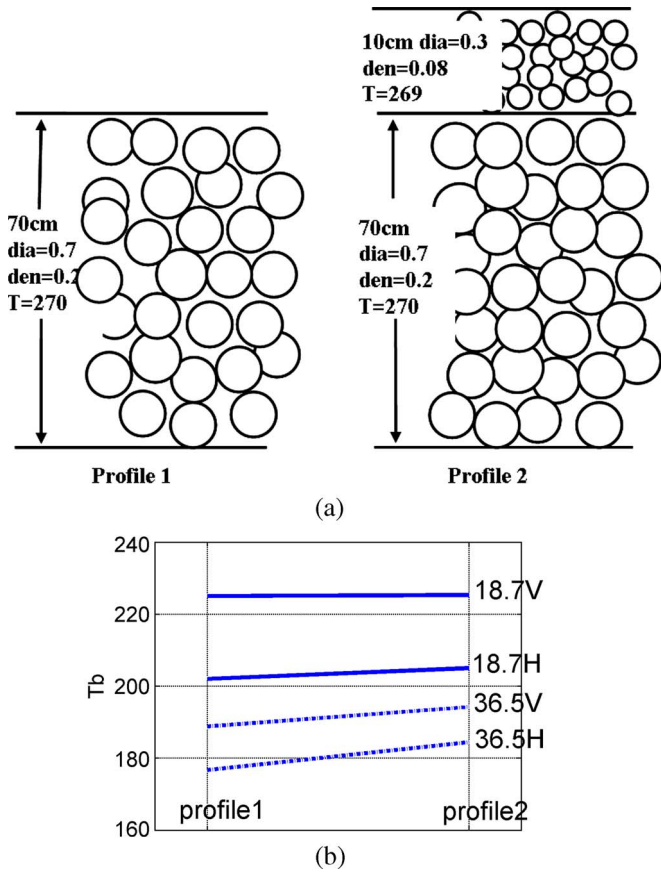 10cm dia=0.3
den=0.08
T=269
70cm
dia=0.7
den=0.2
T=270
70cm
dia=0.7
den=0.2
T=270
Profile 1
Profile 2
(a)
240
220
200
180
160
Tb
18.7V
18.7H
36.5V
36.5H
profile1
profile2
(b)